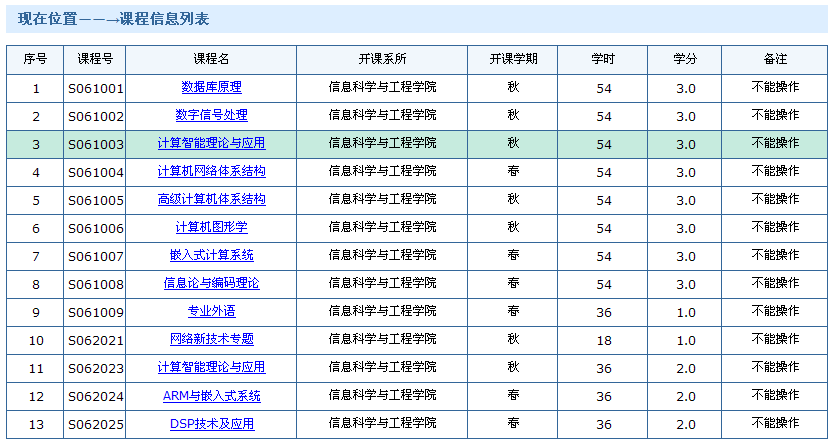 现在位置－－→课程信息列表
序号 课程号 课程名 开课系所 开课学期 学时 学分 备注
1 S061001 数据库原理 信息科学与工程学院 秋 54 3.0 不能操作
2 S061002 数字信号处理 信息科学与工程学院 秋 54 3.0 不能操作
3 S061003 计算智能理论与应用 信息科学与工程学院 秋 54 3.0 不能操作
4 S061004 计算机网络体系结构 信息科学与工程学院 春 54 3.0 不能操作
5 S061005 高级计算机体系结构 信息科学与工程学院 秋 54 3.0 不能操作
6 S061006 计算机图形学 信息科学与工程学院 秋 54 3.0 不能操作
7 S061007 嵌入式计算系统 信息科学与工程学院 春 54 3.0 不能操作
8 S061008 信息论与编码理论 信息科学与工程学院 春 54 3.0 不能操作
9 S061009 专业外语 信息科学与工程学院 春 36 1.0 不能操作
10 S062021 网络新技术专题 信息科学与工程学院 秋 18 1.0 不能操作
11 S062023 计算智能理论与应用 信息科学与工程学院 秋 36 2.0 不能操作
12 S062024 ARM与嵌入式系统 信息科学与工程学院 春 36 2.0 不能操作
13 S062025 DSP技术及应用 信息科学与工程学院 春 36 2.0 不能操作